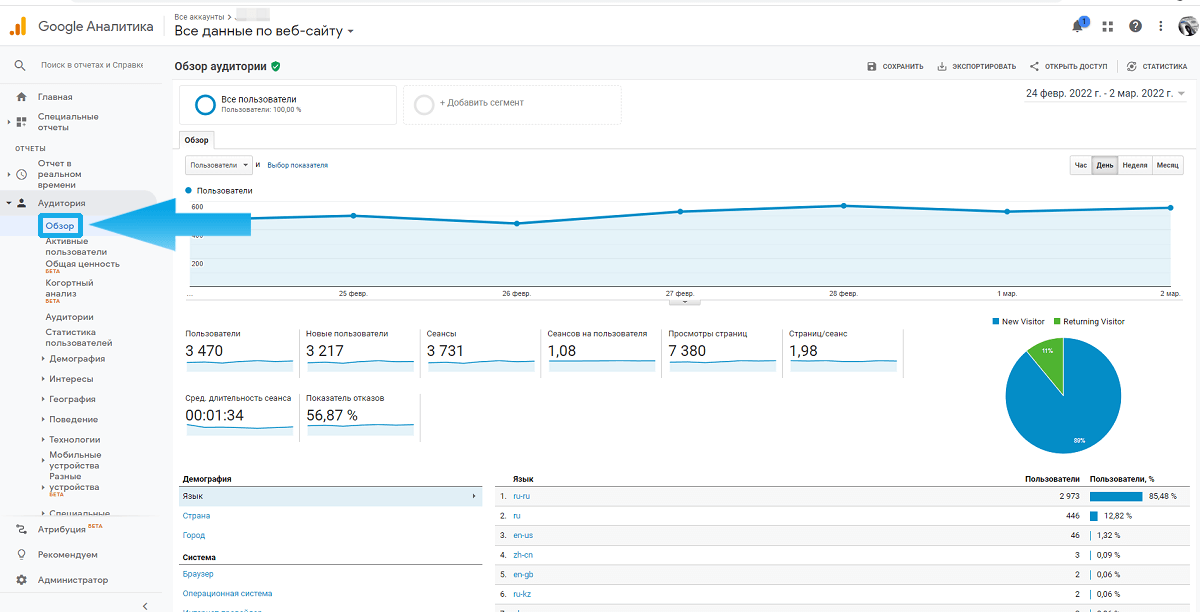 Google Аналитика
Все аккаунты >
Все данные по веб-сайту
1
Поиск в отчетах и Справке
Обзор аудитории
СОХРАНИТЬ
ЭКСПОРТИРОВАТЬ
ОТКРЫТЬ ДОСТУП
СТАТИСТИКА
Главная
Специальные
отчеты
ОТЧЕТЫ
Отчет в
реальном
времени
Аудитория
Обзор
Активные
пользователи
Общая ценность
БЕТА
Когортный
анализ
БЕТА
Аудитории
Статистика
пользователей
Демография
Интересы
География
Поведение
Технологии
Мобильные
устройства
Разные
устройства
БЕТА
Специальные
Атрибуция БЕТА
Рекомендуем
Администратор
Все пользователи
Пользователи: 100,00 %
+ Добавить сегмент
24 февр. 2022 г. - 2 мар. 2022 г.
Обзор
Пользователи и Выбор показателя
Час День Неделя Месяц
Пользователи
600
400
200
... 25 февр. 26 февр. 27 февр. 28 февр. 1 мар. 2 мар.
New Visitor Returning Visitor
Пользователи
3 470
Новые пользователи
3 217
Сеансы
3 731
Сеансов на пользователя
1,08
Просмотры страниц
7 380
Страниц/сеанс
1,98
Сред. длительность сеанса
00:01:34
Показатель отказов
56,87 %
11%
89%
Демография
Язык
Страна
Город
Система
Браузер
Операционная система
Язык Пользователи Пользователи, %
1. ru-ru 2 973 85,48 %
2. ru 446 12,82 %
3. en-us 46 1,32 %
4. zh-cn 3 0,09 %
5. en-gb 2 0,06 %
6. ru-kz 2 0,06 %